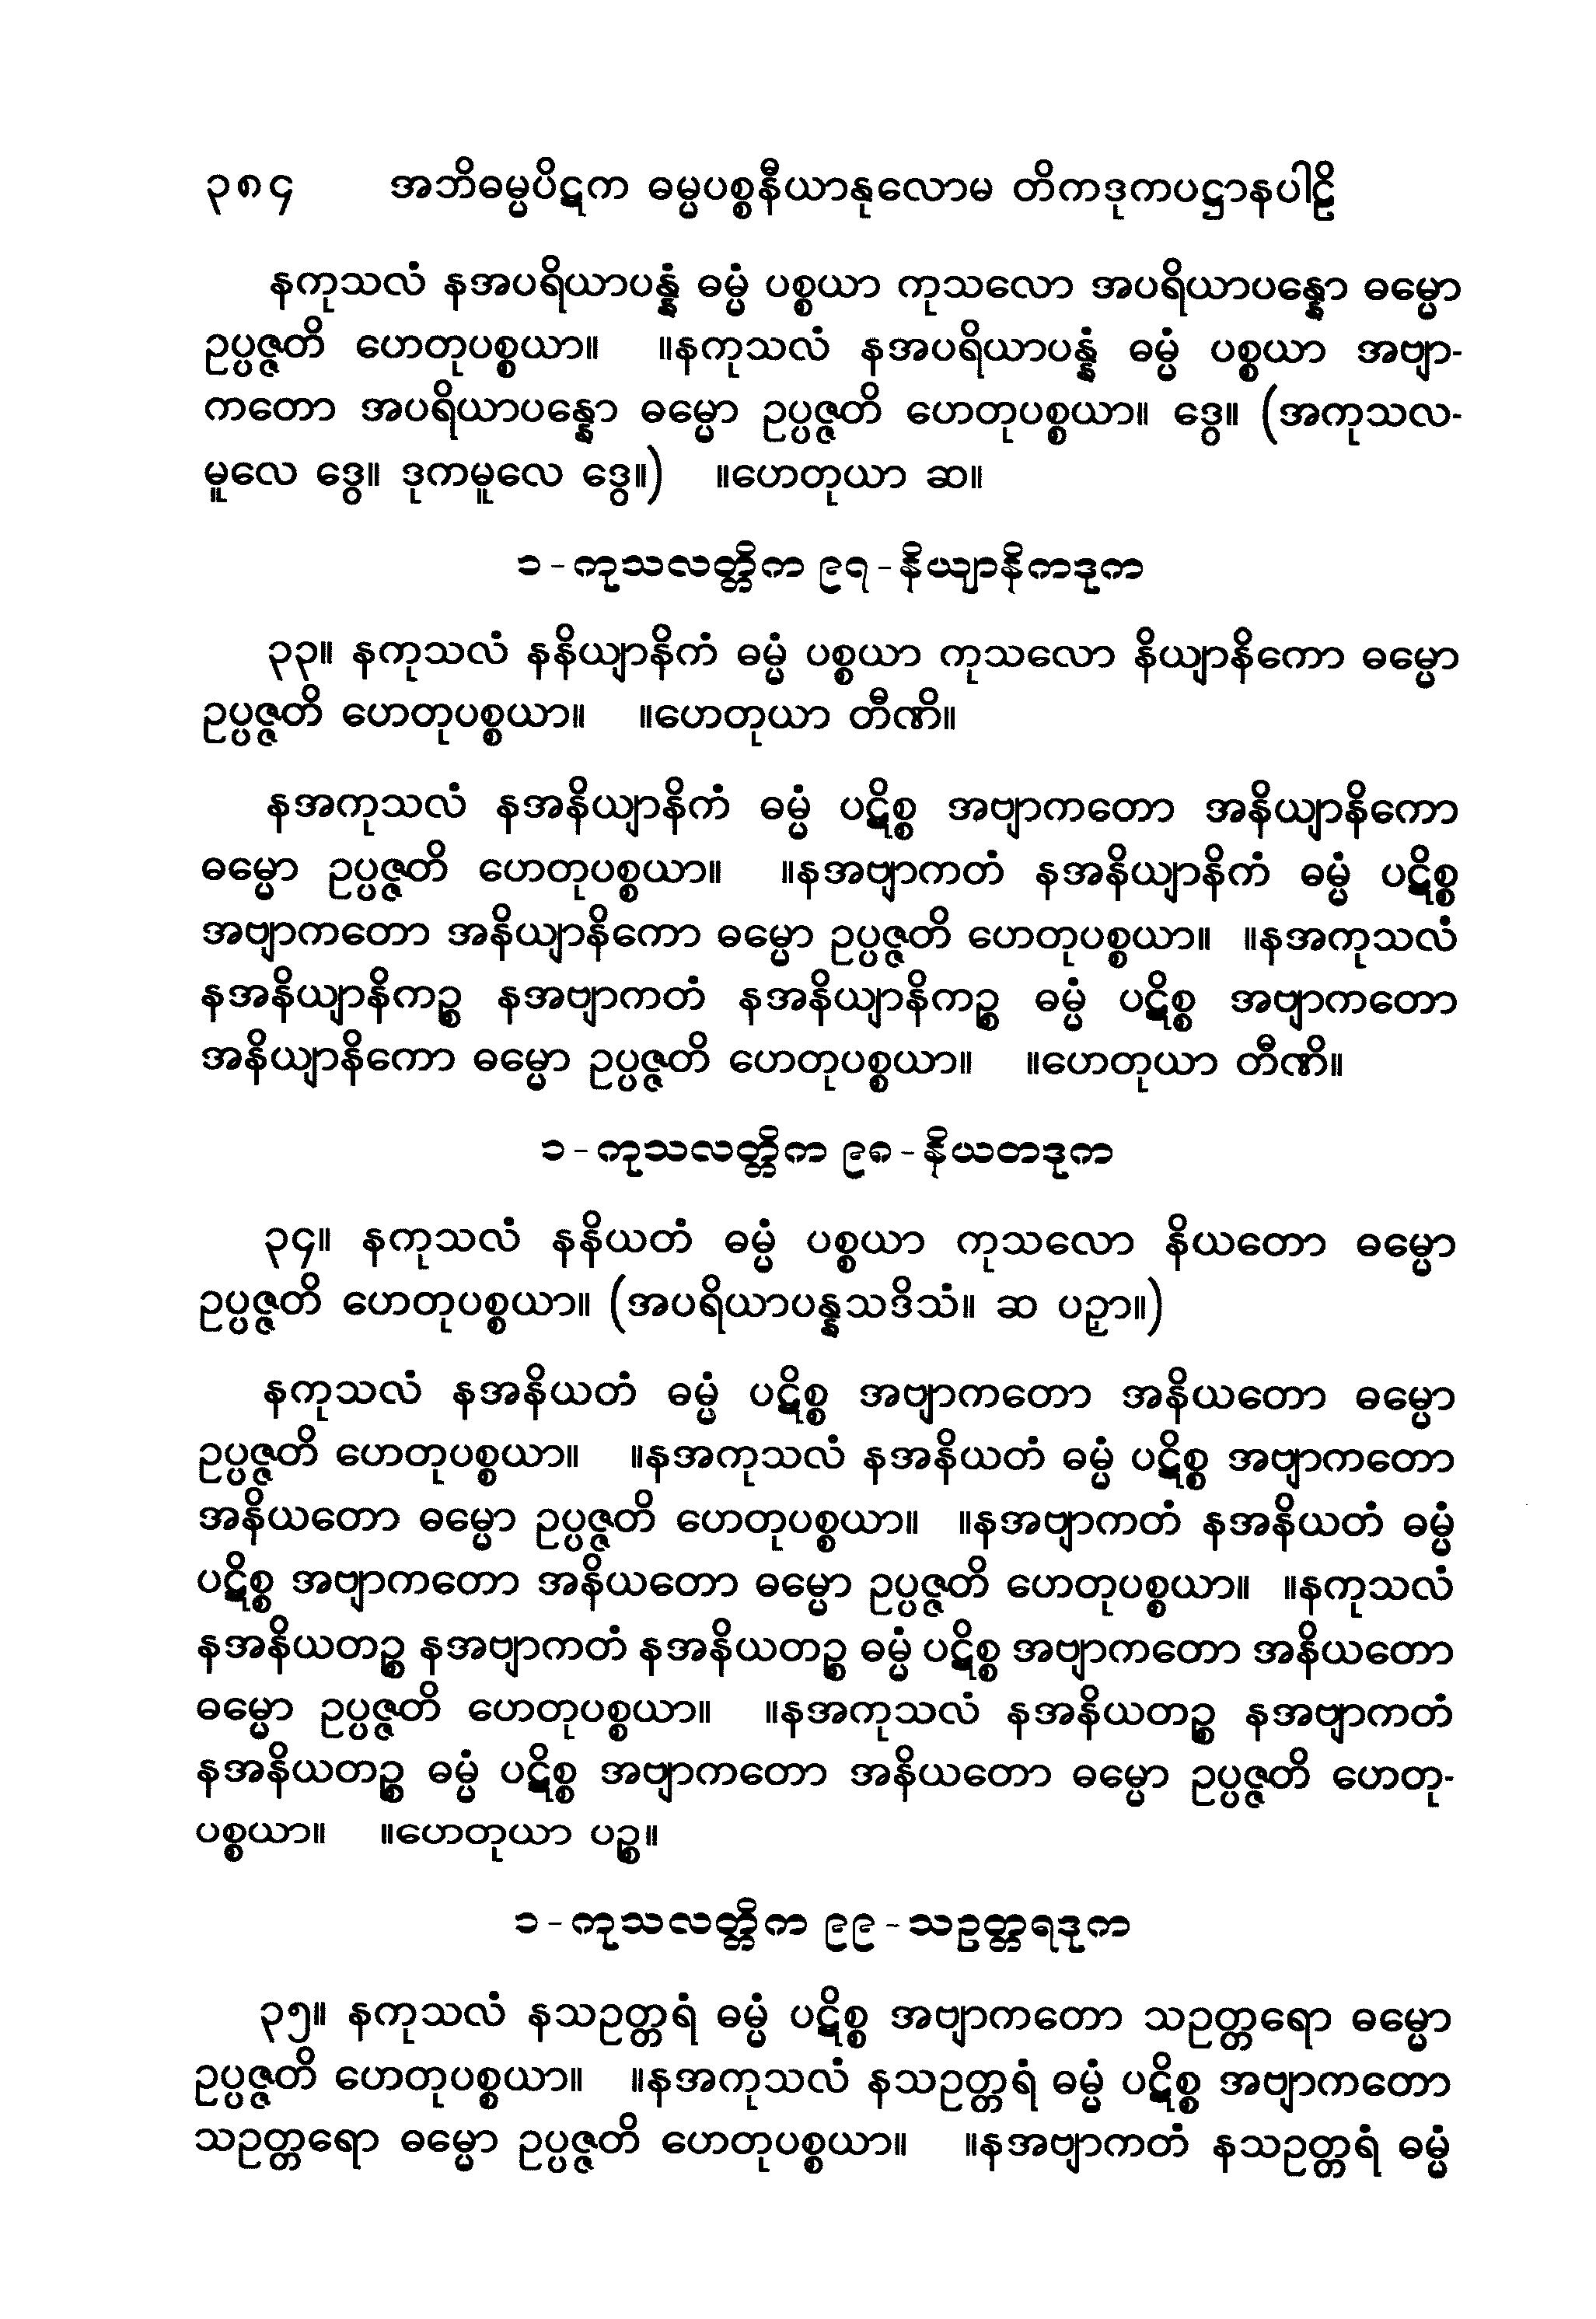 ၃၈၄ အဘိဓမ္မပိဋက ဓမ္မပစ္စနီယာနုလောမ တိကဒုကပဋ္ဌာနပါဠိ
နကုသလံ နအပရိယာပန္နံ ဓမ္မံ ပစ္စယာ ကုသလော အပရိယာပန္နော ဓမ္မော
ဥပ္ပဇ္ဇတိ ဟေတုပစ္စယာ။ ။နကုသလံ နအပရိယာပန္နံ ဓမ္မံ ပစ္စယာ အဗျာ-
ကတော အပရိယာပန္နော ဓမ္မော ဥပ္ပဇ္ဇတိ ဟေတုပစ္စယာ။ ဒွေ။ (အကုသလ-
မူလေ ဒွေ။ ဒုကမူလေ ဒွေ။) ။ဟေတုယာ ဆ။
၁-ကုသလတ္တိက ၉၇-နိယျာနိကဒုက
၃၃။ နကုသလံ နနိယျာနိကံ ဓမ္မံ ပစ္စယာ ကုသလော နိယျာနိကော ဓမ္မော
ဥပ္ပဇ္ဇတိ ဟေတုပစ္စယာ။ ။ဟေတုယာ တီဏိ။
နအကုသလံ နအနိယျာနိကံ ဓမ္မံ ပဋိစ္စ အဗျာကတော အနိယျာနိကော
ဓမ္မော ဥပ္ပဇ္ဇတိ ဟေတုပစ္စယာ။ ။နအဗျာကတံ နအနိယျာနိကံ ဓမ္မံ ပဋိစ္စ
အဗျာကတော အနိယျာနိကော ဓမ္မော ဥပ္ပဇ္ဇတိ ဟေတုပစ္စယာ။ ။နအကုသလံ
နအနိယျာနိကဉ္စ နအဗျာကတံ နအနိယျာနိကဉ္စ ဓမ္မံ ပဋိစ္စ အဗျာကတော
အနိယျာနိကော ဓမ္မော ဥပ္ပဇ္ဇတိ ဟေတုပစ္စယာ။ ။ဟေတုယာ တီဏိ။
၁-ကုသလတ္တိက ၉၈-နိယတဒုက
၃၄။ နကုသလံ နနိယတံ ဓမ္မံ ပစ္စယာ ကုသလော နိယတော ဓမ္မော
ဥပ္ပဇ္ဇတိ ဟေတုပစ္စယာ။ (အပရိယာပန္နသဒိသံ။ ဆ ပဉှာ။)
နကုသလံ နအနိယတံ ဓမ္မံ ပဋိစ္စ အဗျာကတော အနိယတော ဓမ္မော
ဥပ္ပဇ္ဇတိ ဟေတုပစ္စယာ။ ။နအကုသလံ နအနိယတံ ဓမ္မံ ပဋိစ္စ အဗျာကတော
အနိယတော ဓမ္မော ဥပ္ပဇ္ဇတိ ဟေတုပစ္စယာ။ ။နအဗျာကတံ နအနိယတံ ဓမ္မံ
ပဋိစ္စ အဗျာကတော အနိယတော ဓမ္မော ဥပ္ပဇ္ဇတိ ဟေတုပစ္စယာ။ ။နကုသလံ
နအနိယတဉ္စ နအဗျာကတံ နအနိယတဉ္စ ဓမ္မံ ပဋိစ္စ အဗျာကတော အနိယတော
ဓမ္မော ဥပ္ပဇ္ဇတိ ဟေတုပစ္စယာ။ ။နအကုသလံ နအနိယတဉ္စ နအဗျာကတံ
နအနိယတဉ္စ ဓမ္မံ ပဋိစ္စ အဗျာကတော အနိယတော ဓမ္မော ဥပ္ပဇ္ဇတိ ဟေတု-
ပစ္စယာ။ ။ဟေတုယာ ပဉ္စ။
၁-ကုသလတ္တိက ၉၉-သဥတ္တရဒုက
၃၅။ နကုသလံ နသဥတ္တရံ ဓမ္မံ ပဋိစ္စ အဗျာကတော သဥတ္တရော ဓမ္မော
ဥပ္ပဇ္ဇတိ ဟေတုပစ္စယာ။ ။နအကုသလံ နသဥတ္တရံ ဓမ္မံ ပဋိစ္စ အဗျာကတော
သဥတ္တရော ဓမ္မော ဥပ္ပဇ္ဇတိ ဟေတုပစ္စယာ။ ။နအဗျာကတံ နသဥတ္တရံ ဓမ္မံ